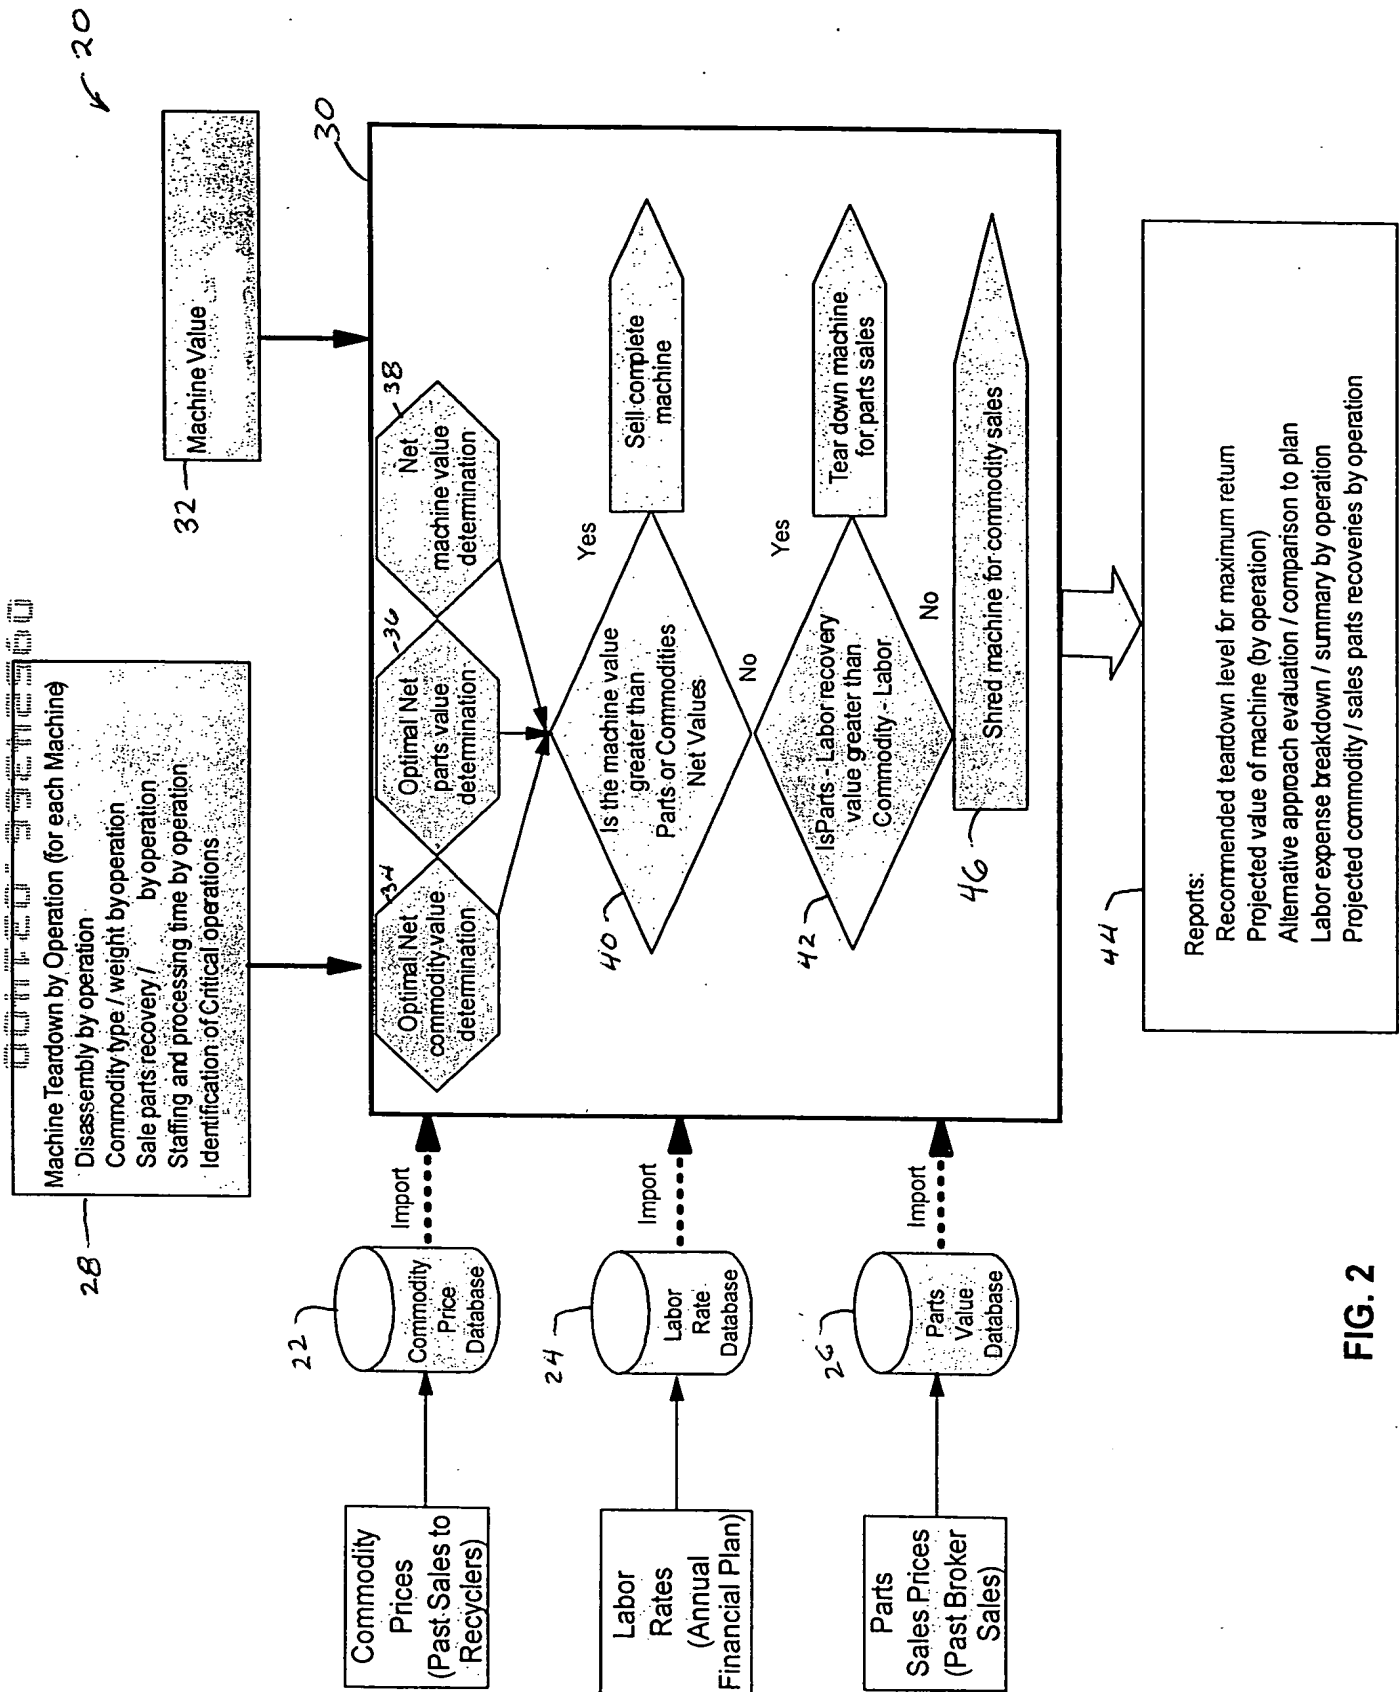 20
32
Machine Value
28
Machine Teardown by Operation (for each Machine)
Disassembly by operation
Commodity type / weight byoperation
Sale parts recovery / by operation
Staffing and processing time by operation
Identification of Critical operations
30
Commodity
Prices
(Past Sales to
Recyclers)
22
Commodity
Price
Database
Import
Labor
Rates
(Annual
Financial Plan)
24
Labor
Rate
Database
Import
Parts
Sales Prices
(Past Broker
Sales)
26
Parts
Value
Database
Import
34
Optimal Net
commodity value
determination
36
Optimal Net
parts value
determination
38
Net
machine value
determination
40
Is the machine value
greater than
Parts or Commodities
Net Values
Yes
Sell complete
machine
No
42
IsParts - Labor recovery
value greater than
Commodity - Labor
Yes
Tear down machine
for parts sales
No
46
Shred machine for commodity sales
44
Reports:
Recommended teardown level for maximum return
Projected value of machine (by operation)
Alternative approach evaluation / comparison to plan
Labor expense breakdown / summary by operation
Projected commodity / sales parts recoveries by operation
FIG. 2